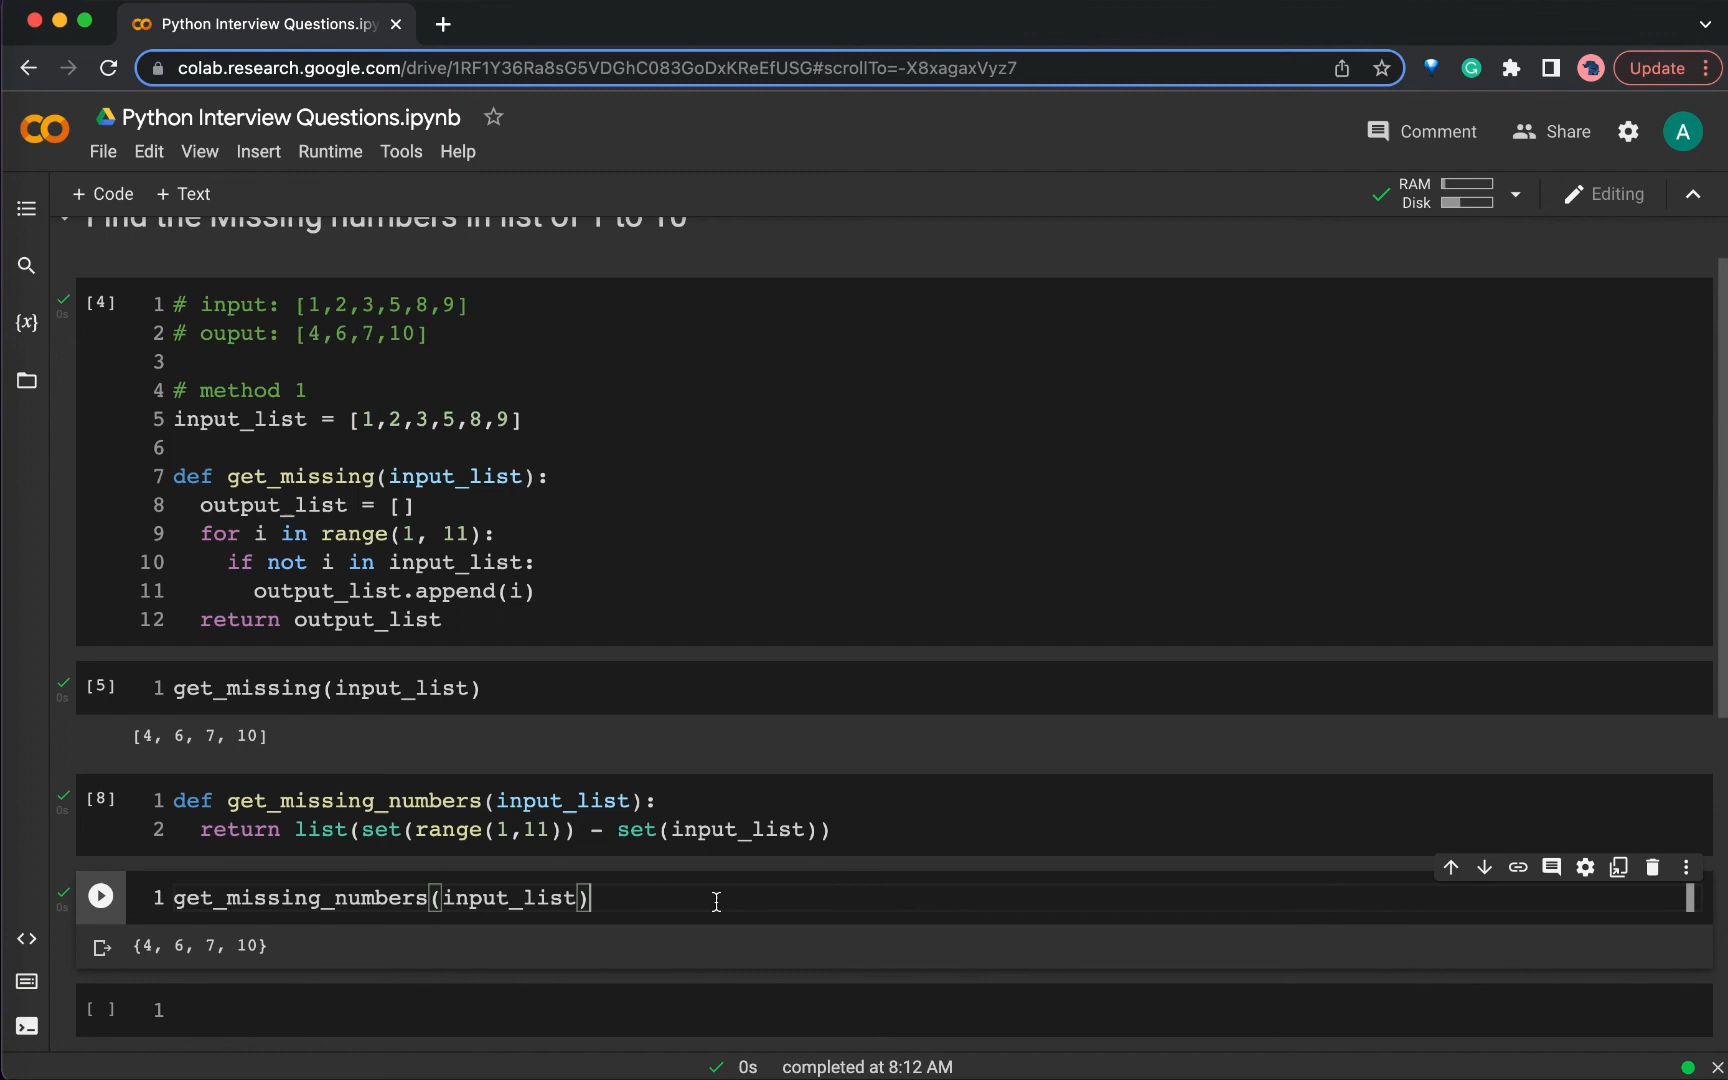 Python Interview Questions.ipy
colab.research.google.com/drive/1RF1Y36Ra8sG5VDGhC083GoDxKReEfUSG#scrollTo=-X8xagaxVyz7
Update
Python Interview Questions.ipynb
Comment
Share
A
File Edit View Insert Runtime Tools Help
+ Code + Text
RAM
Disk
Editing
Find the Missing numbers in list of 1 to 10
{x}
[4]
0s
1 # input: [1,2,3,5,8,9]
2 # ouput: [4,6,7,10]
3
4 # method 1
5 input_list = [1,2,3,5,8,9]
6
7 def get_missing(input_list):
8 output_list = []
9 for i in range(1, 11):
10 if not i in input_list:
11 output_list.append(i)
12 return output_list
[5]
0s
1 get_missing(input_list)
[4, 6, 7, 10]
[8]
0s
1 def get_missing_numbers(input_list):
2 return list(set(range(1,11)) - set(input_list))
0s
1 get_missing_numbers(input_list)
{4, 6, 7, 10}
[ ] 1
0s completed at 8:12 AM